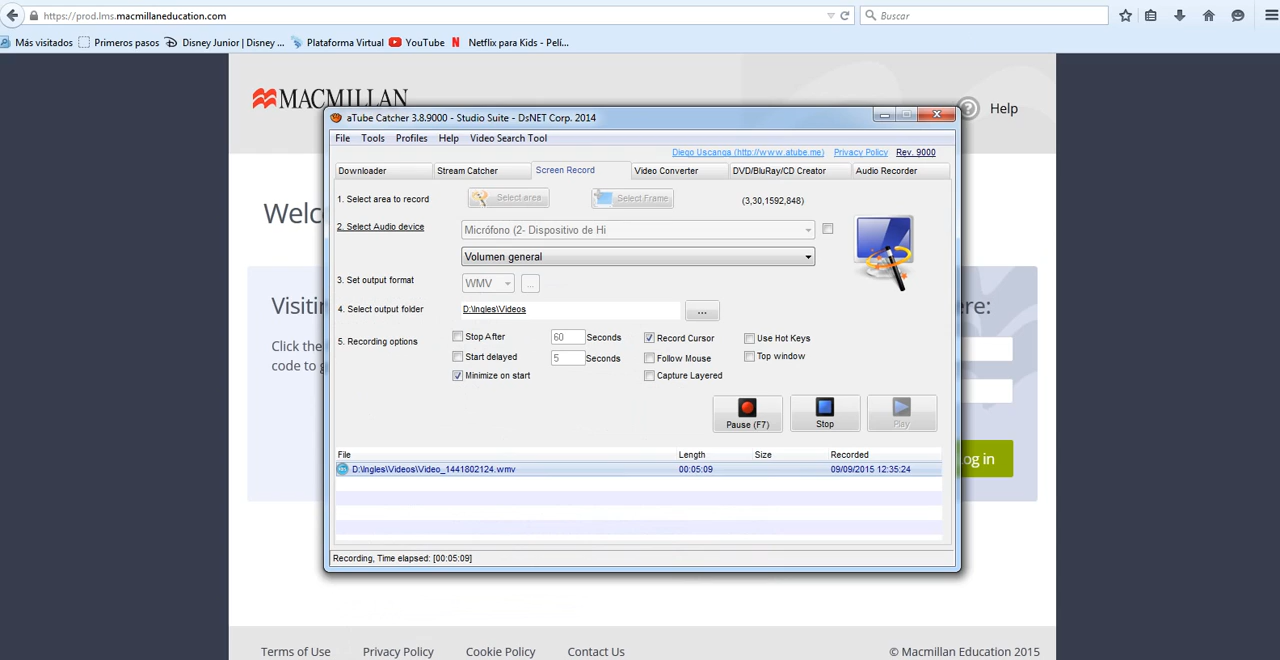 https://prod.lms.macmillaneducation.com
Buscar
Más visitados Primeros pasos Disney Junior | Disney ... Plataforma Virtual YouTube N Netflix para Kids - Pelí...
MACMILLAN
? Help
aTube Catcher 3.8.9000 - Studio Suite - DsNET Corp. 2014
File Tools Profiles Help Video Search Tool
Diego Uscanga (http://www.atube.me) Privacy Policy Rev. 9000
Downloader Stream Catcher Screen Record Video Converter DVD/BluRay/CD Creator Audio Recorder
1. Select area to record Select area Select Frame (3,30,1592,848)
Welc
2. Select Audio device Micrófono (2- Dispositivo de Hi
Volumen general
3. Set output format WMV ...
4. Select output folder D:\Ingles\Videos ...
Visitin
ere:
5. Recording options
Stop After 60 Seconds Record Cursor Use Hot Keys
Start delayed 5 Seconds Follow Mouse Top window
Minimize on start Capture Layered
Click the
code to g
Pause (F7) Stop Play
File Length Size Recorded
D:\Ingles\Videos\Video_1441802124.wmv 00:05:09 09/09/2015 12:35:24
og in
Recording, Time elapsed: [00:05:09]
Terms of Use Privacy Policy Cookie Policy Contact Us © Macmillan Education 2015